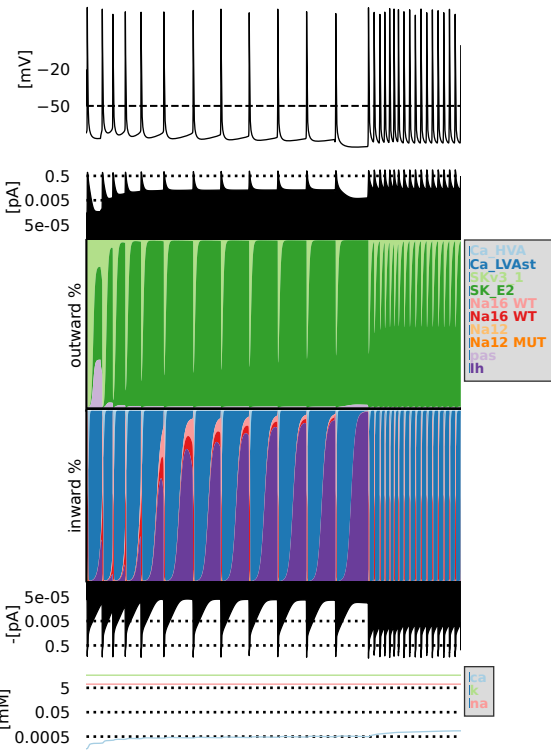 [mV]
−20
−50
[pA]
0.5
0.005
5e-05
outward %
Ca_HVA
Ca_LVAst
SKv3_1
SK_E2
Na16 WT
Na16 WT
Na12
Na12 MUT
pas
Ih
inward %
-[pA]
5e-05
0.005
0.5
[mM]
5
0.05
0.0005
ca
k
na